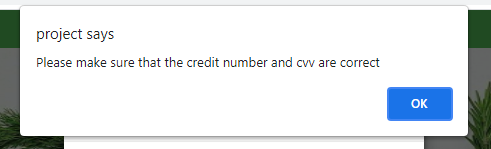 project says
Please make sure that the credit number and cvv are correct
OK